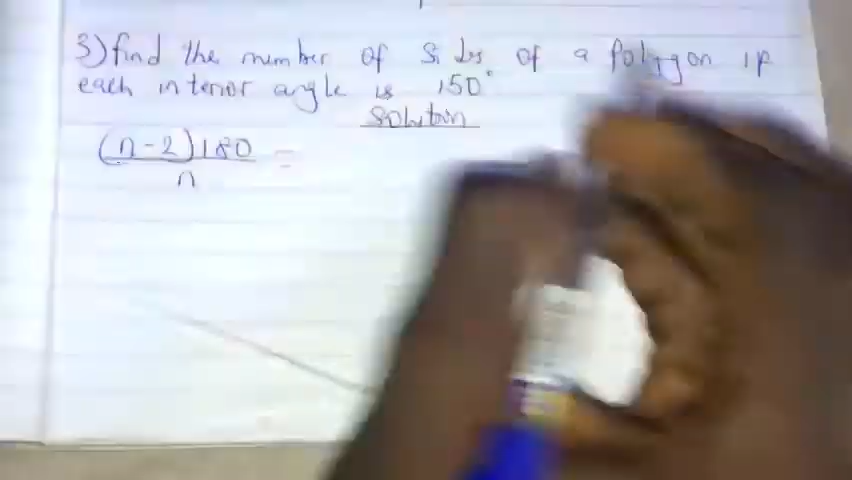 3) find the number of sides of a polygon if
each interior angle is 150°
Solution
(n-2)180 =
n